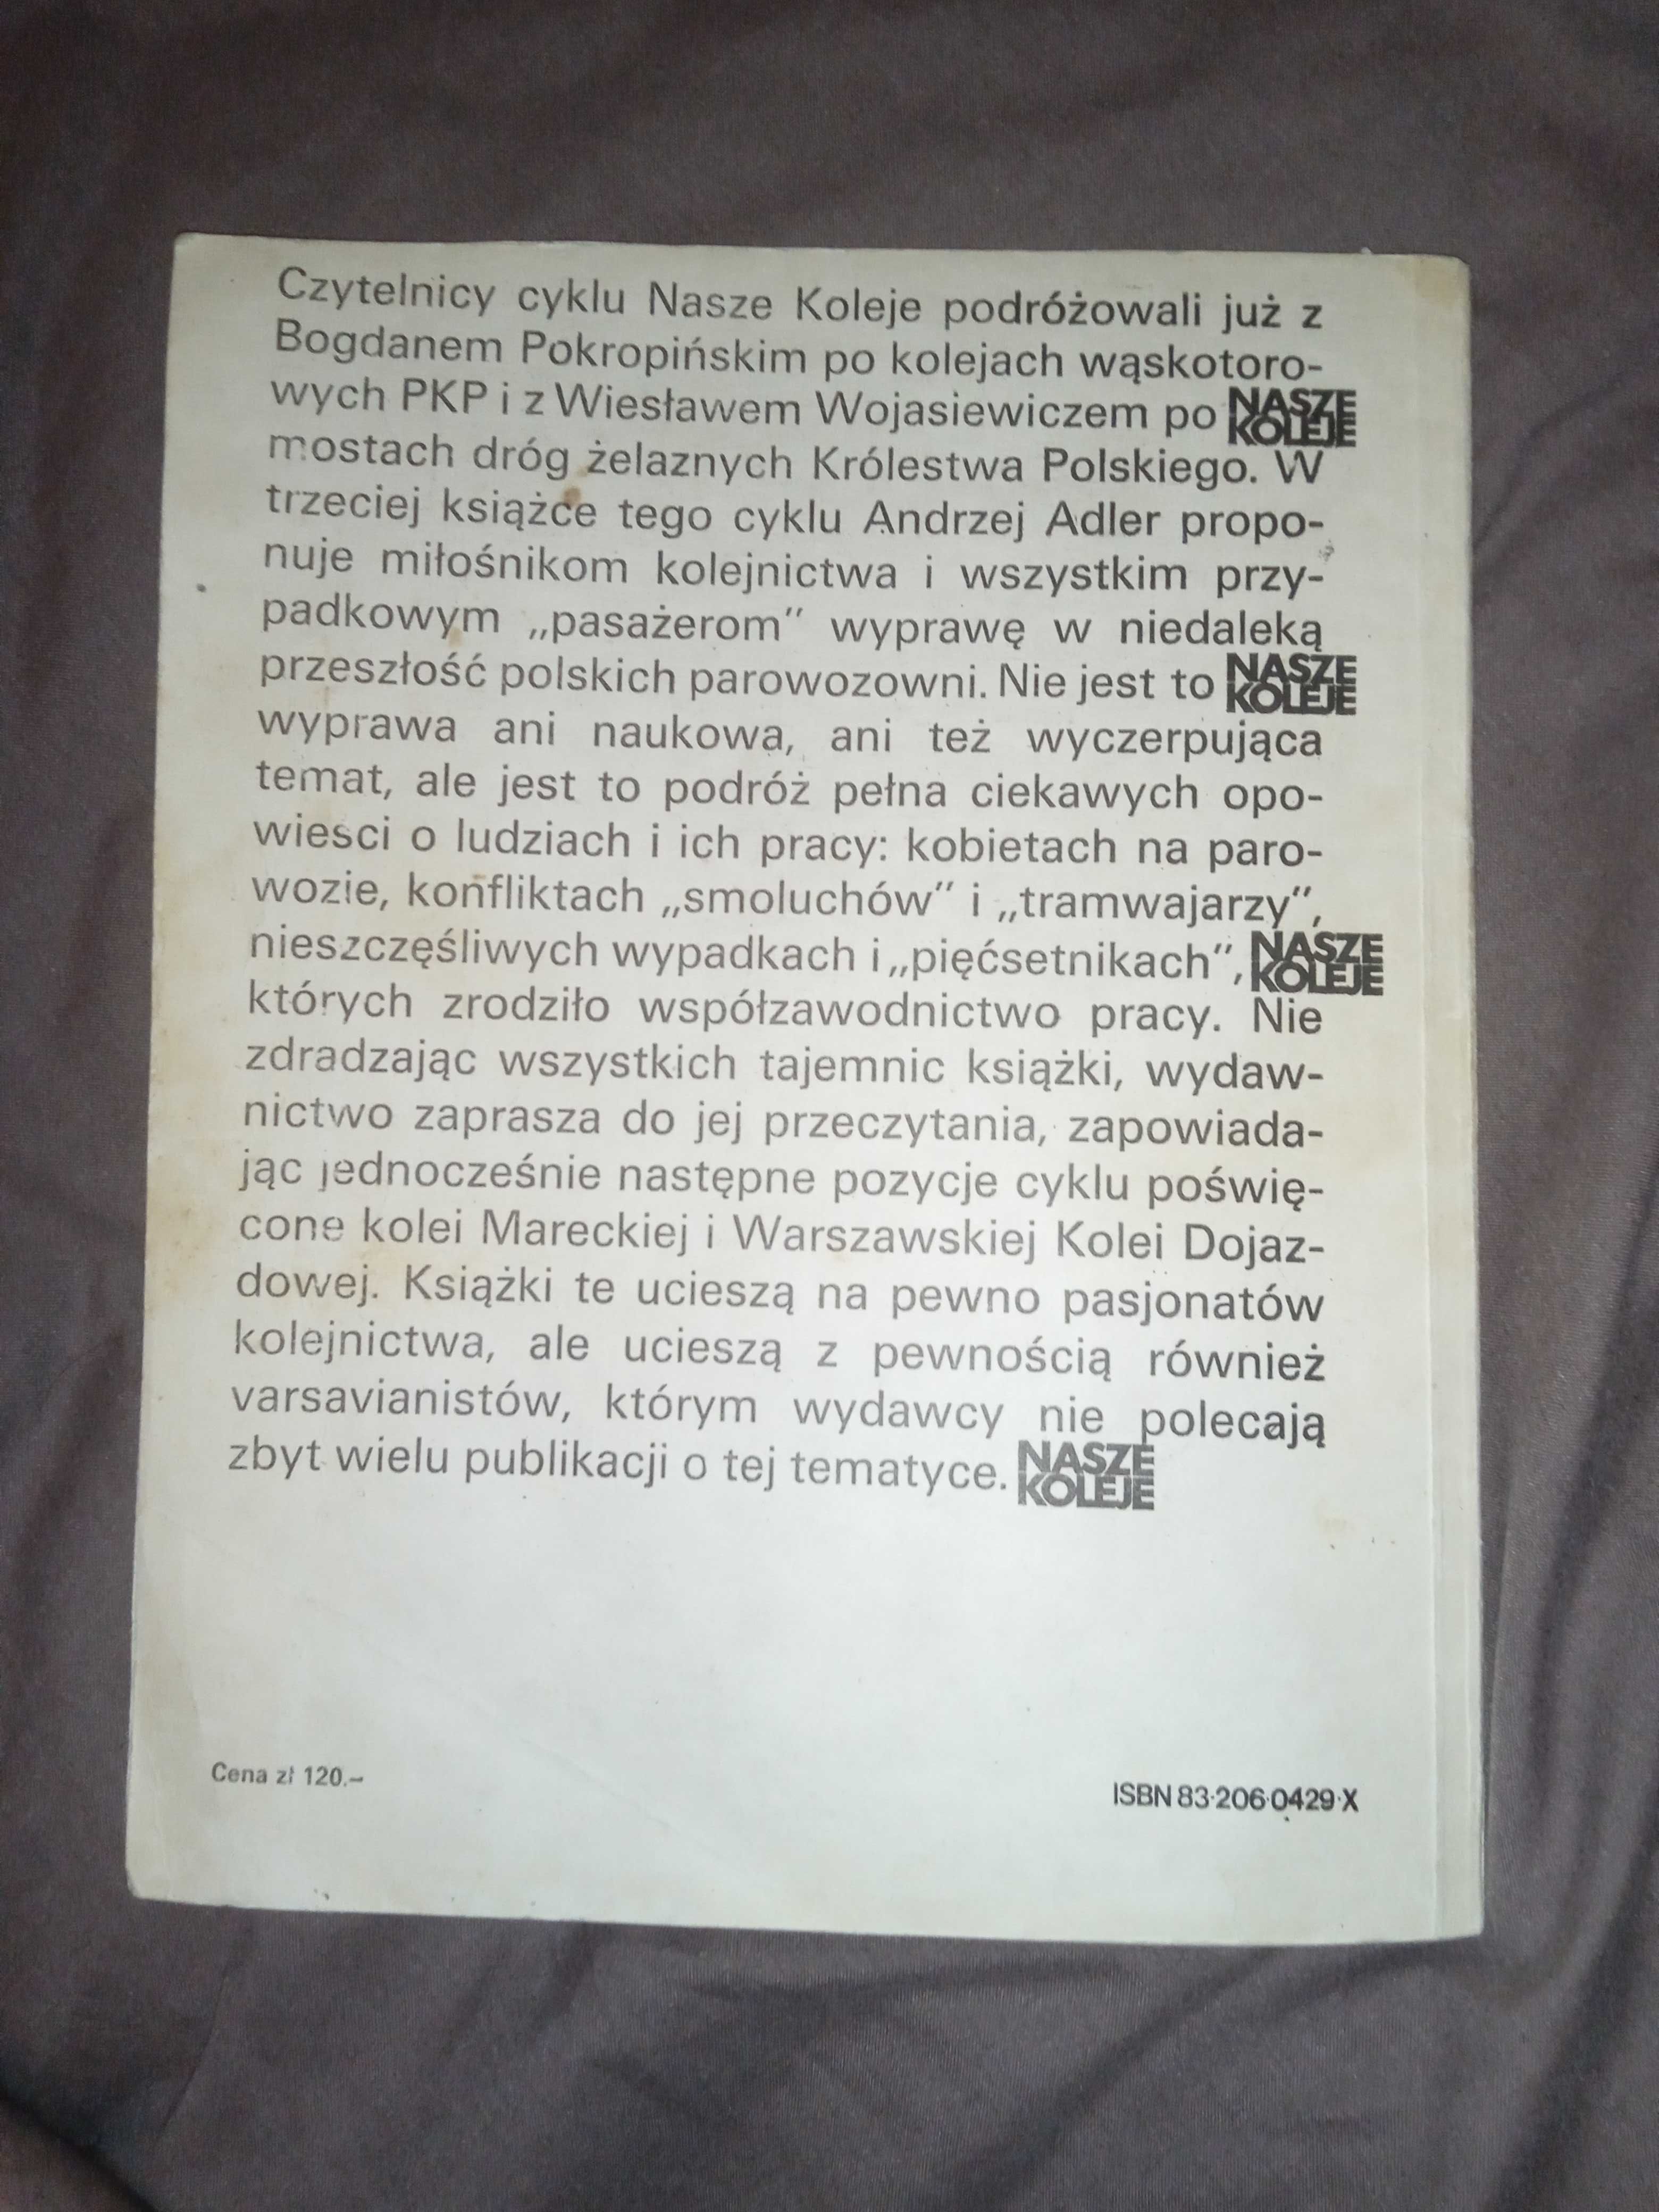 Czytelnicy cyklu Nasze Koleje podróżowali już z
Bogdanem Pokropińskim po kolejach wąskotoro-
wych PKP i z Wiesławem Wojasiewiczem po NASZE KOLEJE
mostach dróg żelaznych Królestwa Polskiego. W
trzeciej książce tego cyklu Andrzej Adler propo-
nuje miłośnikom kolejnictwa i wszystkim przy-
padkowym „pasażerom" wyprawę w niedaleką
przeszłość polskich parowozowni. Nie jest to NASZE KOLEJE
wyprawa ani naukowa, ani też wyczerpująca
temat, ale jest to podróż pełna ciekawych opo-
wiesci o ludziach i ich pracy: kobietach na paro-
wozie, konfliktach „smoluchów" i „tramwajarzy",
nieszczęśliwych wypadkach i „pięćsetnikach", NASZE KOLEJE
których zrodziło współzawodnictwo pracy. Nie
zdradzając wszystkich tajemnic książki, wydaw-
nictwo zaprasza do jej przeczytania, zapowiada-
jąc jednocześnie następne pozycje cyklu poświę-
cone kolei Mareckiej i Warszawskiej Kolei Dojaz-
dowej. Książki te ucieszą na pewno pasjonatów
kolejnictwa, ale ucieszą z pewnością również
varsavianistów, którym wydawcy nie polecają
zbyt wielu publikacji o tej tematyce. NASZE KOLEJE
Cena zł 120.–
ISBN 83-206-0429-X